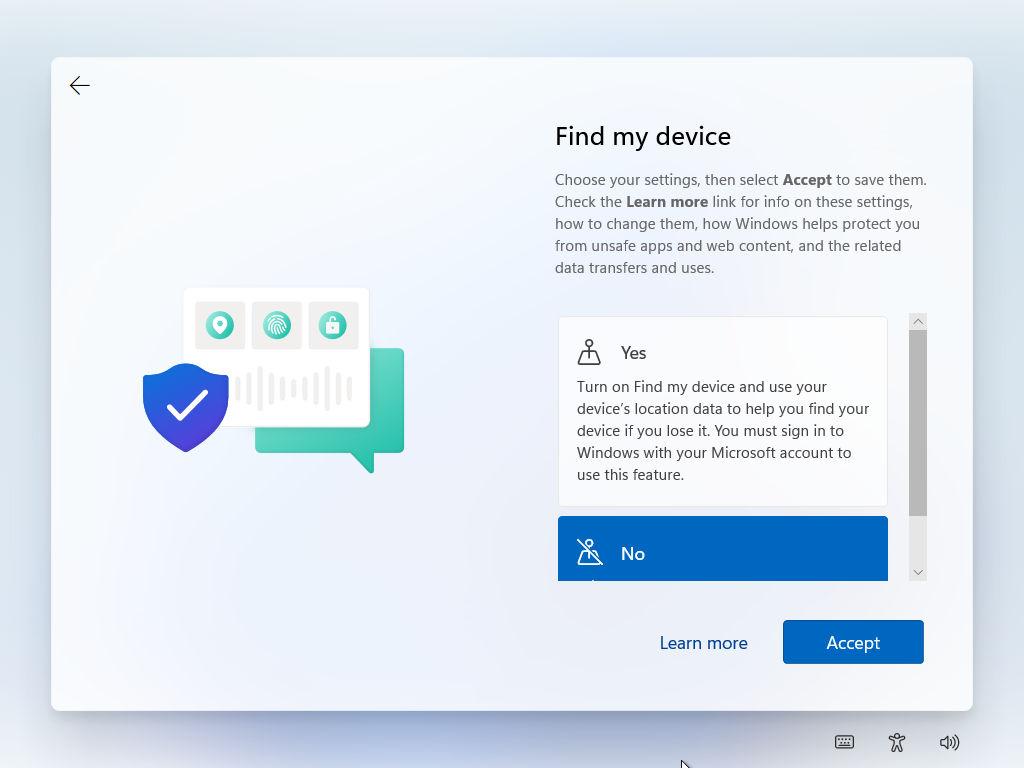 Find my device
Choose your settings, then select Accept to save them.
Check the Learn more link for info on these settings,
how to change them, how Windows helps protect you
from unsafe apps and web content, and the related
data transfers and uses.
Yes
Turn on Find my device and use your
device’s location data to help you find your
device if you lose it. You must sign in to
Windows with your Microsoft account to
use this feature.
No
Learn more
Accept